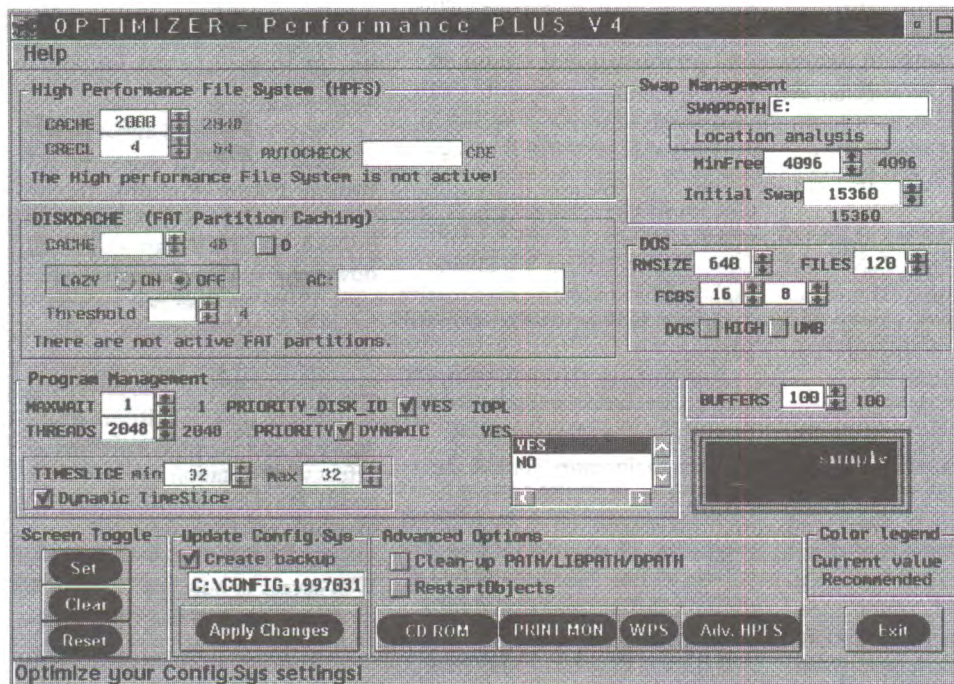 OPTIMIZER - Performance PLUS V4
Help
High Performance File System (HPFS)
CACHE 2000 2040
CRECL 4 64 AUTOCHECK CDE
The High performance File System is not active!
Swap Management
SWAPPATH E:
Location analysis
MinFree 4096 4096
Initial Swap 15360
15360
DISKCACHE (FAT Partition Caching)
CACHE 48 D
LAZY ON OFF AC:
Threshold 4
There are not active FAT partitions.
DOS
RMSIZE 640 FILES 120
FCBS 16 8
DOS HIGH UMB
Program Management
MAXWAIT 1 1 PRIORITY_DISK_IO YES IOPL
THREADS 2048 2048 PRIORITY DYNAMIC YES
YES
NO
TIMESLICE min 32 max 32
Dynamic TimeSlice
BUFFERS 100 100
simple
Screen Toggle
Set
Clear
Reset
Update Config.Sys
Create backup
C:\CONFIG.1997031
Apply Changes
Advanced Options
Clean-up PATH/LIBPATH/DPATH
RestartObjects
CD ROM PRINT MON WPS Adv. HPFS
Color legend
Current value
Recommended
Exit
Optimize your Config.Sys settings!